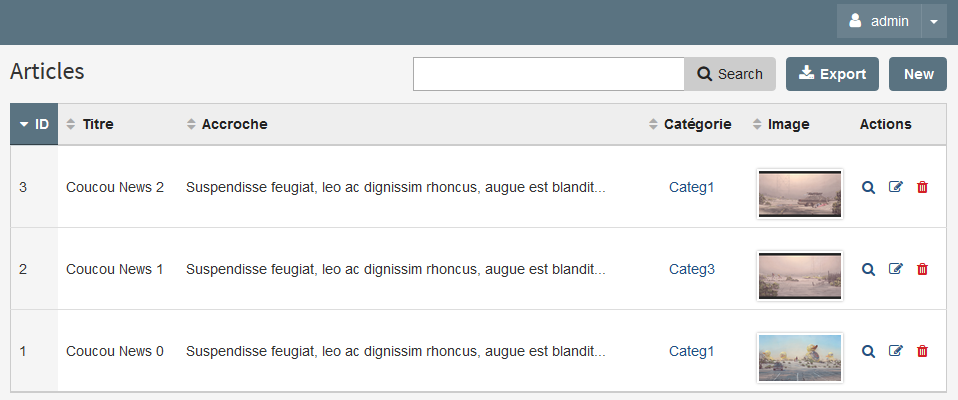 admin
Articles
Search Export New
ID Titre Accroche Catégorie Image Actions
3 Coucou News 2 Suspendisse feugiat, leo ac dignissim rhoncus, augue est blandit... Categ1
2 Coucou News 1 Suspendisse feugiat, leo ac dignissim rhoncus, augue est blandit... Categ3
1 Coucou News 0 Suspendisse feugiat, leo ac dignissim rhoncus, augue est blandit... Categ1